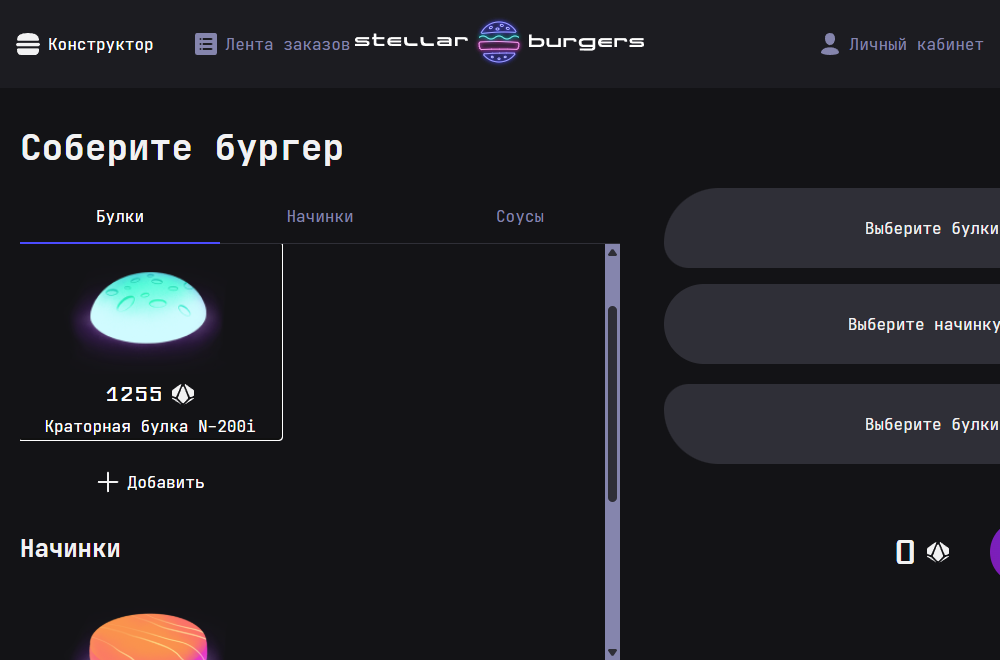 Конструктор
Лента заказов
stellar burgers
Личный кабинет
Соберите бургер
Булки
Начинки
Соусы
1255
Краторная булка N-200i
Добавить
Начинки
Выберите булки
Выберите начинку
Выберите булки
0